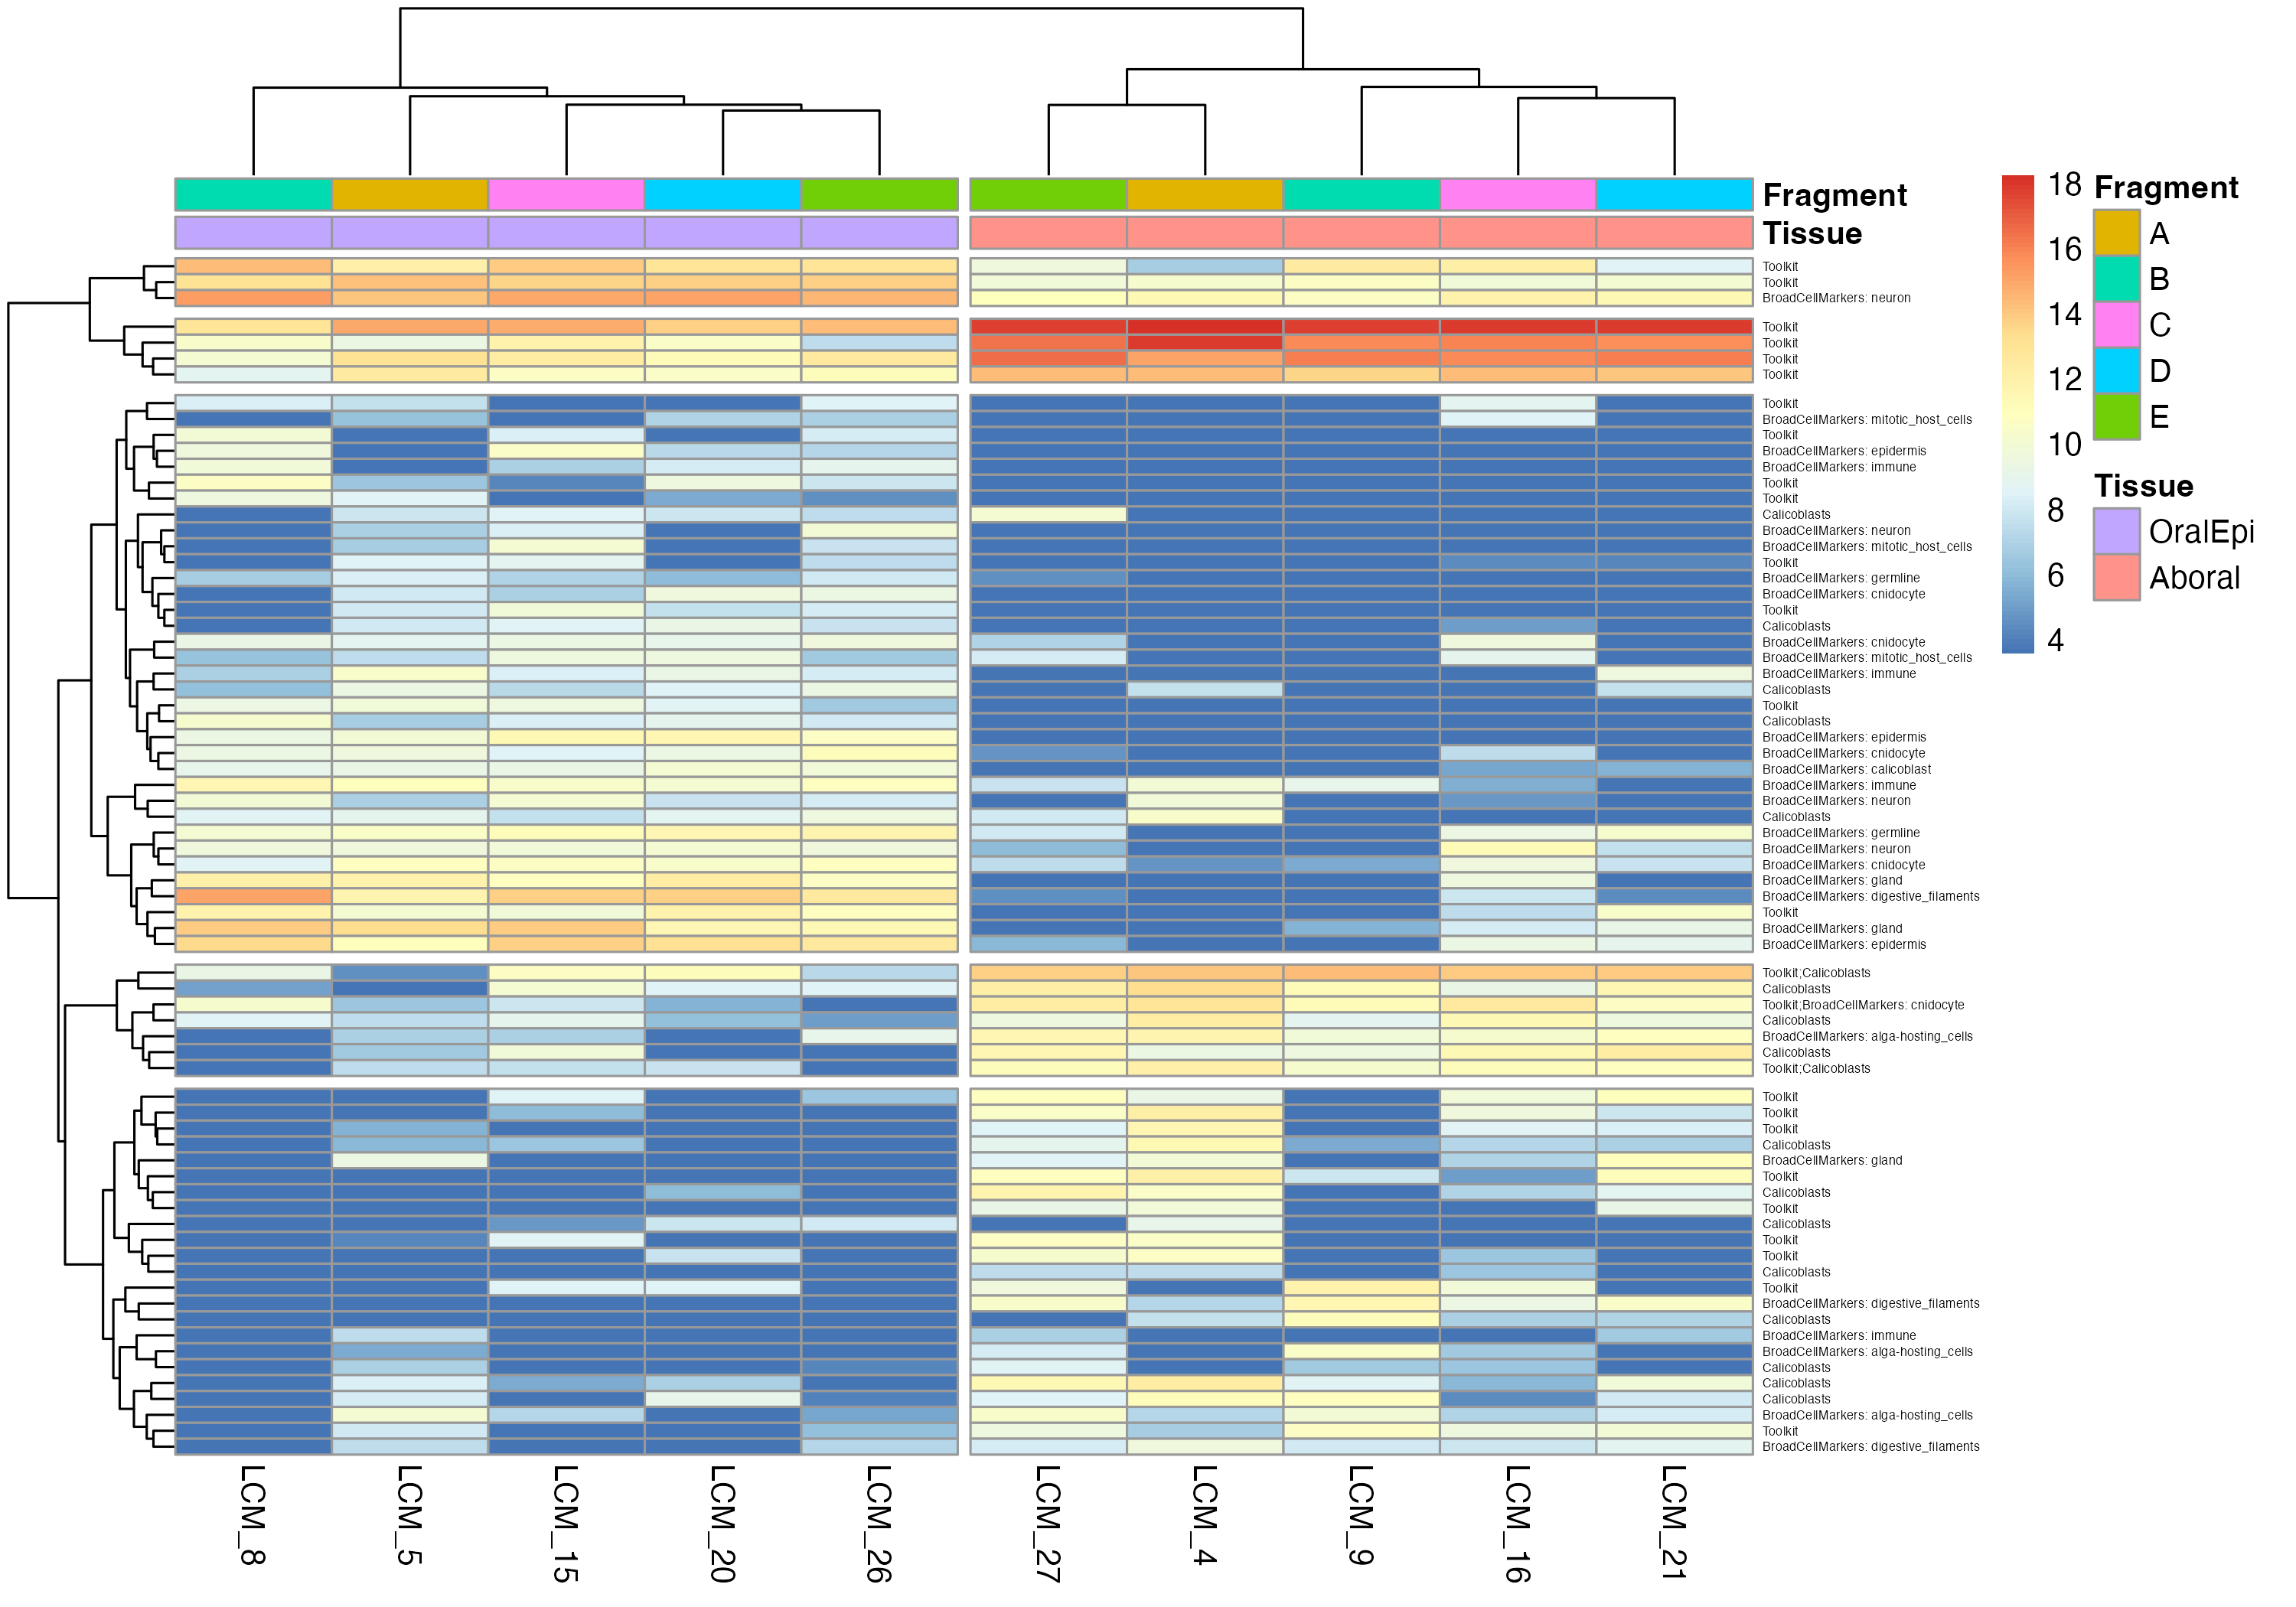 Fragment
Tissue
Toolkit
Toolkit
BroadCellMarkers: neuron
Toolkit
Toolkit
Toolkit
Toolkit
Toolkit
BroadCellMarkers: mitotic_host_cells
Toolkit
BroadCellMarkers: epidermis
BroadCellMarkers: immune
Toolkit
Toolkit
Calicoblasts
BroadCellMarkers: neuron
BroadCellMarkers: mitotic_host_cells
Toolkit
BroadCellMarkers: germline
BroadCellMarkers: cnidocyte
Toolkit
Calicoblasts
BroadCellMarkers: cnidocyte
BroadCellMarkers: mitotic_host_cells
BroadCellMarkers: immune
Calicoblasts
Toolkit
Calicoblasts
BroadCellMarkers: epidermis
BroadCellMarkers: cnidocyte
BroadCellMarkers: calicoblast
BroadCellMarkers: immune
BroadCellMarkers: neuron
Calicoblasts
BroadCellMarkers: germline
BroadCellMarkers: neuron
BroadCellMarkers: cnidocyte
BroadCellMarkers: gland
BroadCellMarkers: digestive_filaments
Toolkit
BroadCellMarkers: gland
BroadCellMarkers: epidermis
Toolkit;Calicoblasts
Calicoblasts
Toolkit;BroadCellMarkers: cnidocyte
Calicoblasts
BroadCellMarkers: alga-hosting_cells
Calicoblasts
Toolkit;Calicoblasts
Toolkit
Toolkit
Toolkit
Calicoblasts
BroadCellMarkers: gland
Toolkit
Calicoblasts
Toolkit
Calicoblasts
Toolkit
Toolkit
Calicoblasts
Toolkit
BroadCellMarkers: digestive_filaments
Calicoblasts
BroadCellMarkers: immune
BroadCellMarkers: alga-hosting_cells
Calicoblasts
Calicoblasts
Calicoblasts
BroadCellMarkers: alga-hosting_cells
Toolkit
BroadCellMarkers: digestive_filaments
LCM_8
LCM_5
LCM_15
LCM_20
LCM_26
LCM_27
LCM_4
LCM_9
LCM_16
LCM_21
18
16
14
12
10
8
6
4
Fragment
A
B
C
D
E
Tissue
OralEpi
Aboral